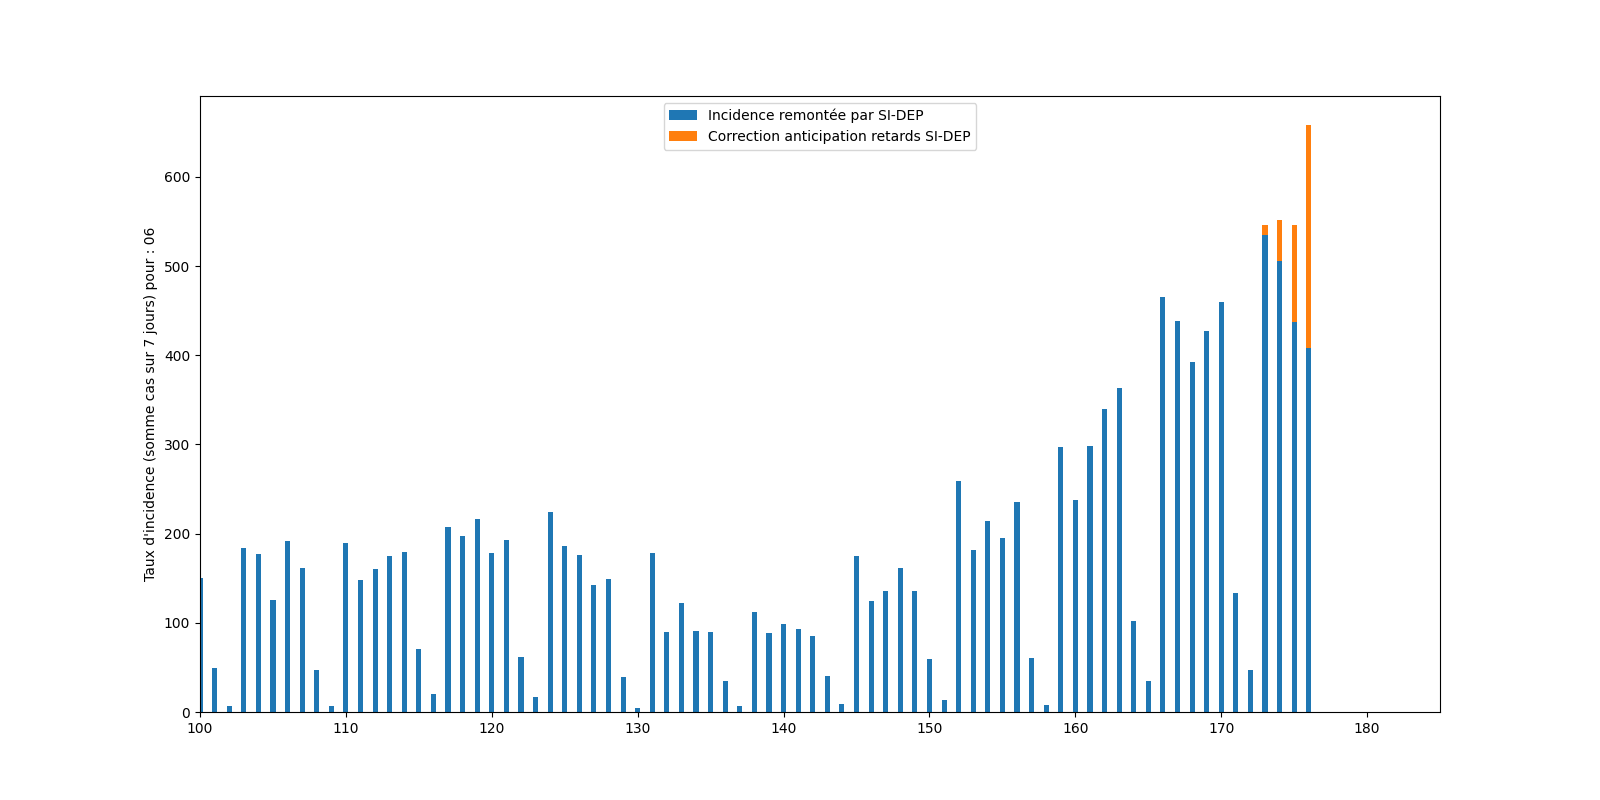 Incidence remontée par SI-DEP
Correction anticipation retards SI-DEP
Taux d'incidence (somme cas sur 7 jours) pour : 06
600
500
400
300
200
100
0
100 110 120 130 140 150 160 170 180